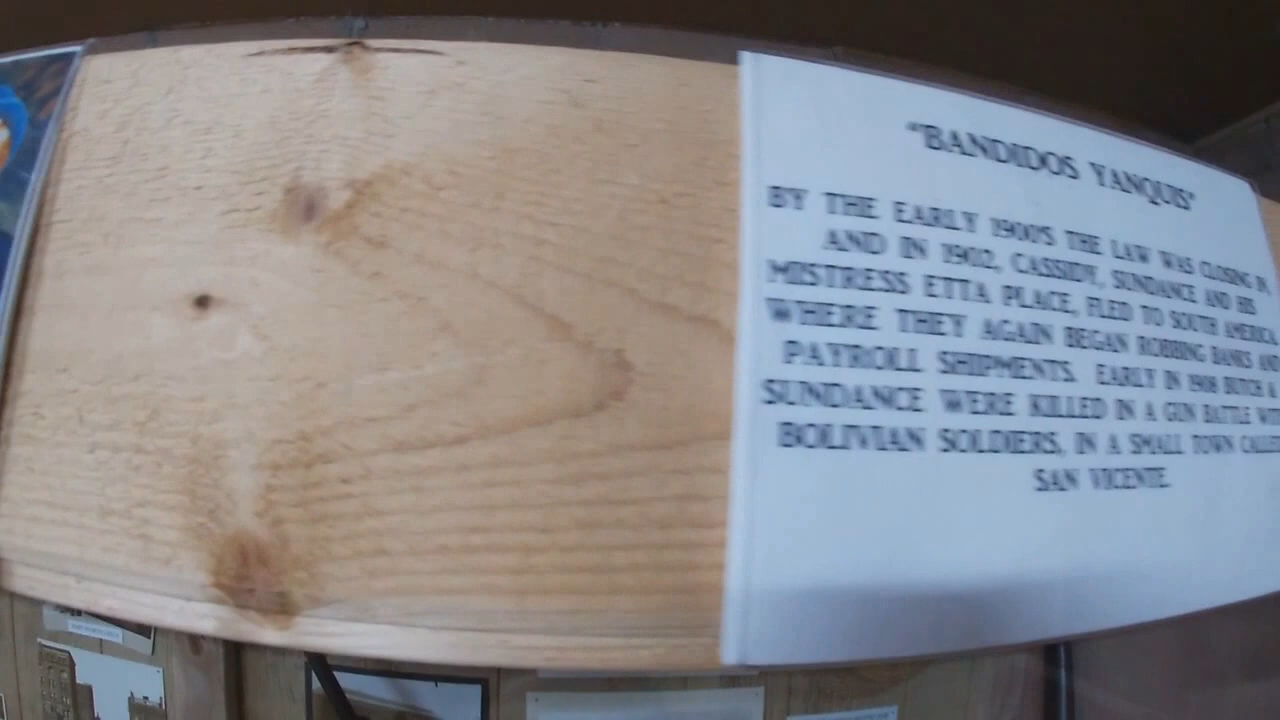 "BANDIDOS YANQUIS"
BY THE EARLY 1900'S THE LAW WAS CLOSING IN,
AND IN 1902, CASSIDY, SUNDANCE AND HIS
MISTRESS ETTA PLACE, FLED TO SOUTH AMERICA
WHERE THEY AGAIN BEGAN ROBBING BANKS AND
PAYROLL SHIPMENTS. EARLY IN 1908 BUTCH &
SUNDANCE WERE KILLED IN A GUN BATTLE WIT
BOLIVIAN SOLDIERS, IN A SMALL TOWN CALLED
SAN VICENTE.